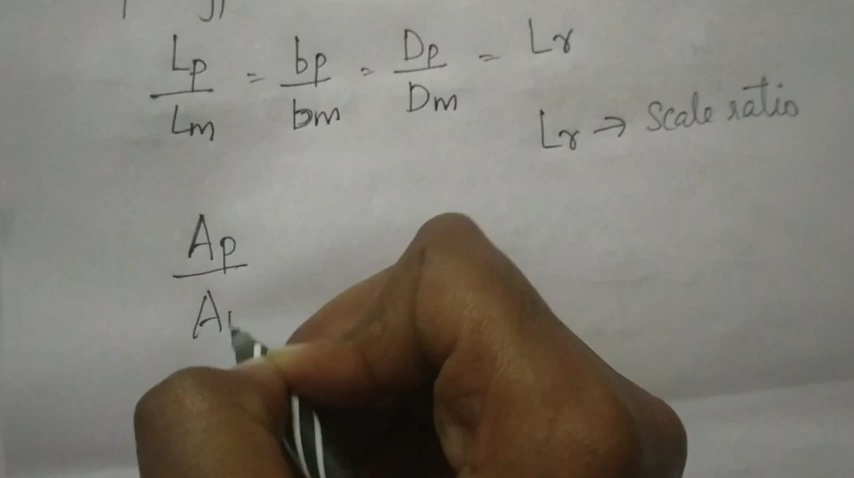 Lp/Lm = bp/bm = Dp/Dm = Lr
Lr → Scale ratio
Ap
A